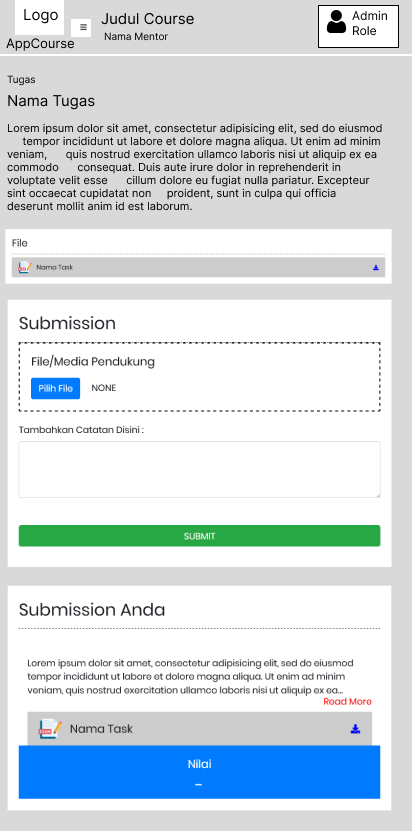 Logo
AppCourse
Judul Course
Nama Mentor
Admin
Role
Tugas
Nama Tugas
Lorem ipsum dolor sit amet, consectetur adipisicing elit, sed do eiusmod
tempor incididunt ut labore et dolore magna aliqua. Ut enim ad minim
veniam, quis nostrud exercitation ullamco laboris nisi ut aliquip ex ea
commodo consequat. Duis aute irure dolor in reprehenderit in
voluptate velit esse cillum dolore eu fugiat nulla pariatur. Excepteur
sint occaecat cupidatat non proident, sunt in culpa qui officia
deserunt mollit anim id est laborum.
File
Nama Task
Submission
File/Media Pendukung
Pilih File NONE
Tambahkan Catatan Disini :
SUBMIT
Submission Anda
Lorem ipsum dolor sit amet, consectetur adipisicing elit, sed do eiusmod
tempor incididunt ut labore et dolore magna aliqua. Ut enim ad minim
veniam, quis nostrud exercitation ullamco laboris nisi ut aliquip ex ea...
Read More
Nama Task
Nilai
–